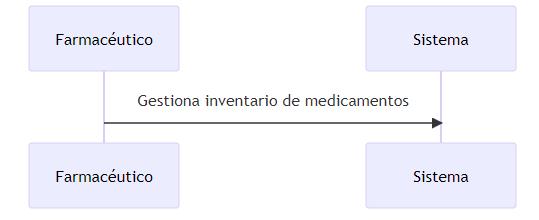 Farmacéutico
Sistema
Gestiona inventario de medicamentos
Farmacéutico
Sistema